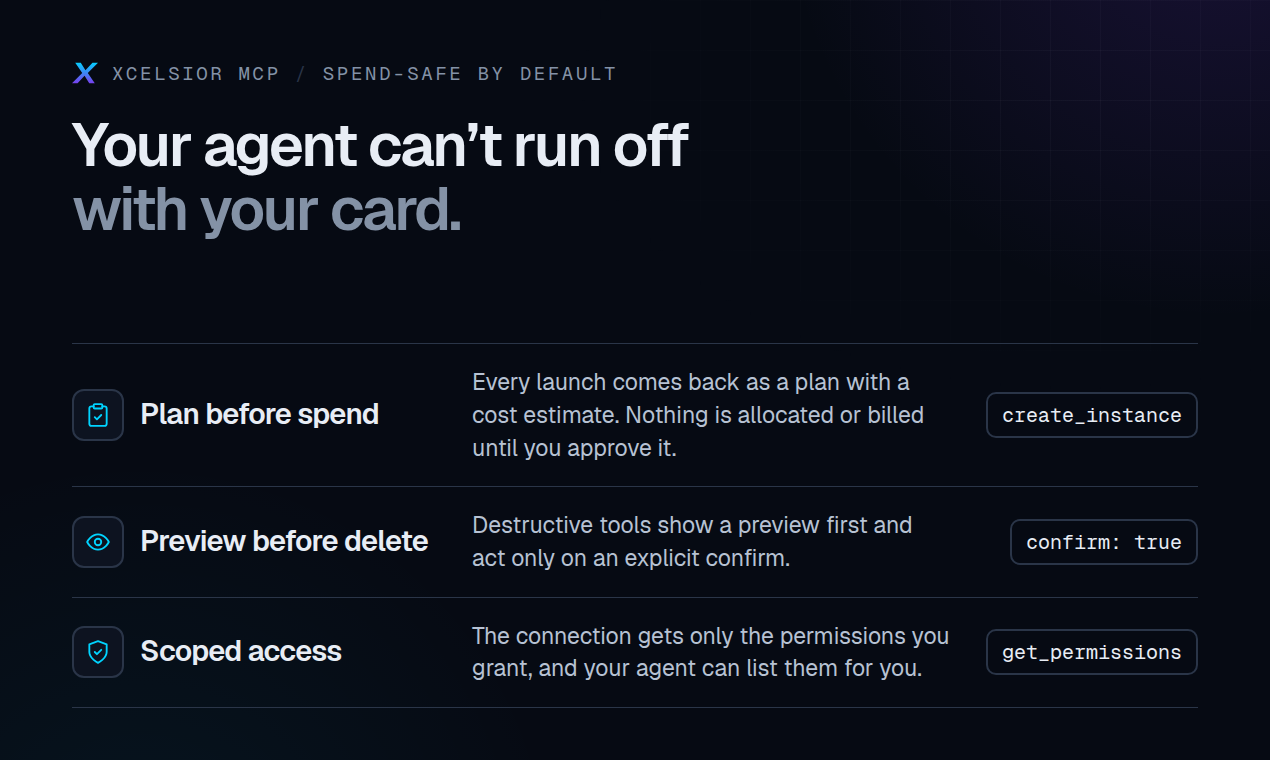 XCELSIOR MCP / SPEND-SAFE BY DEFAULT
Your agent can’t run off
with your card.
Plan before spend
Every launch comes back as a plan with a
cost estimate. Nothing is allocated or billed
until you approve it.
create_instance
Preview before delete
Destructive tools show a preview first and
act only on an explicit confirm.
confirm: true
Scoped access
The connection gets only the permissions you
grant, and your agent can list them for you.
get_permissions